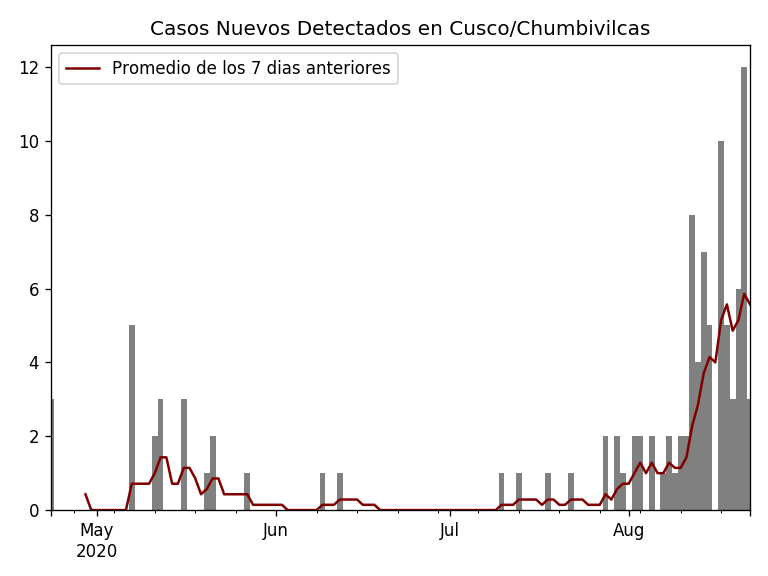 Casos Nuevos Detectados en Cusco/Chumbivilcas
Promedio de los 7 dias anteriores
12
10
8
6
4
2
0
May Jun Jul Aug
2020